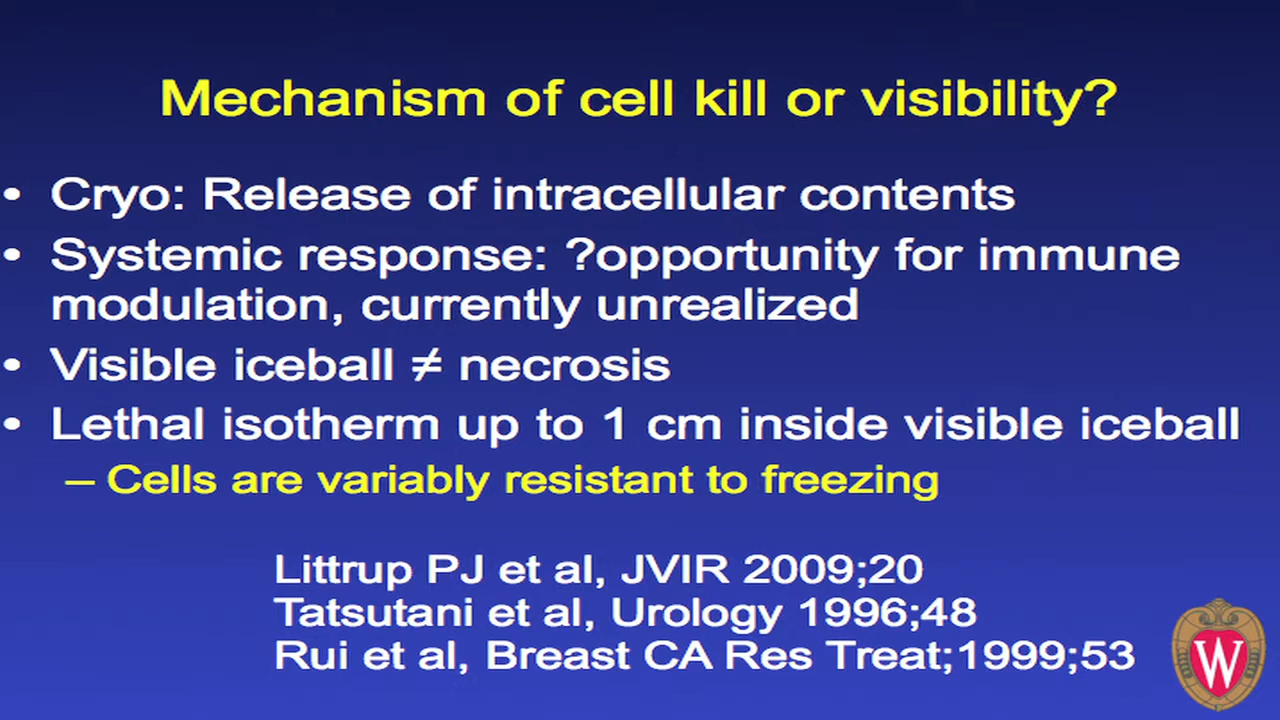 Mechanism of cell kill or visibility?
• Cryo: Release of intracellular contents
• Systemic response: ?opportunity for immune
modulation, currently unrealized
• Visible iceball ≠ necrosis
• Lethal isotherm up to 1 cm inside visible iceball
– Cells are variably resistant to freezing
Littrup PJ et al, JVIR 2009;20
Tatsutani et al, Urology 1996;48
Rui et al, Breast CA Res Treat;1999;53
W